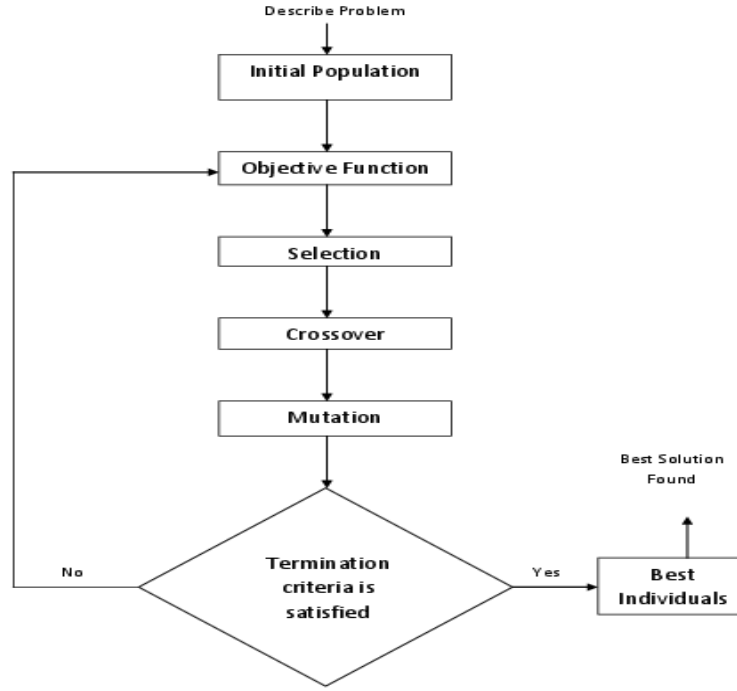 Describe Problem
Initial Population
Objective Function
Selection
Crossover
Mutation
Termination
criteria is
satisfied
No
Yes
Best
Individuals
Best Solution
Found